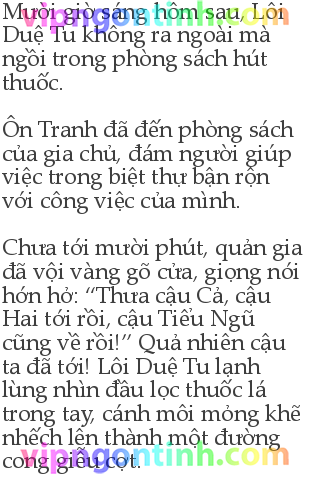 Mười giờ sáng hôm sau, Lôi
Duệ Tu không ra ngoài mà
ngồi trong phòng sách hút
thuốc.
Ôn Tranh đã đến phòng sách
của gia chủ, đám người giúp
việc trong biệt thự bận rộn
với công việc của mình.
Chưa tới mười phút, quản gia
đã vội vàng gõ cửa, giọng nói
hớn hở: “Thưa cậu Cả, cậu
Hai tới rồi, cậu Tiểu Ngũ
cũng về rồi!” Quả nhiên cậu
ta đã tới! Lôi Duệ Tu lạnh
lùng nhìn đầu lọc thuốc lá
trong tay, cánh môi mỏng khẽ
nhếch lên thành một đường
cong giễu cợt.
vipngontinh.com
vipngontinh.com